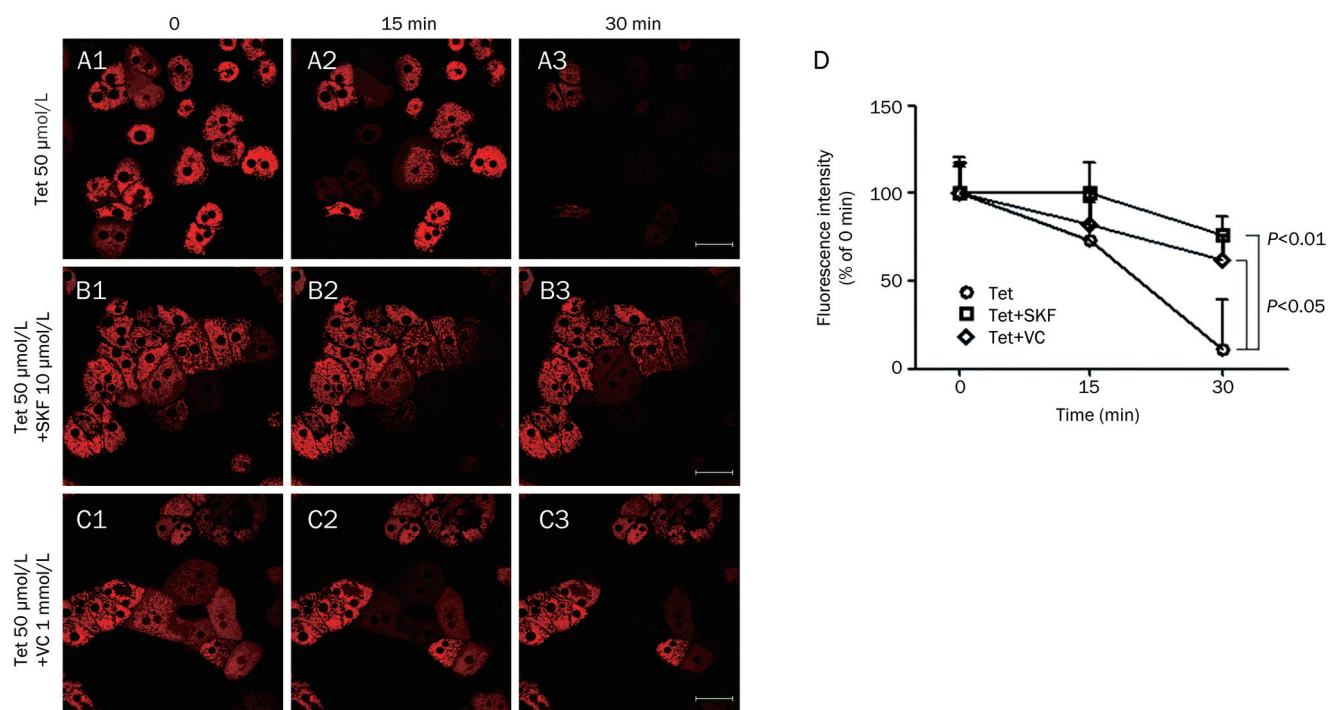 0 15 min 30 min
Tet 50 μmol/L
A1 A2 A3
Tet 50 μmol/L
+SKF 10 μmol/L
B1 B2 B3
Tet 50 μmol/L
+VC 1 mmol/L
C1 C2 C3
D
Fluorescence intensity
(% of 0 min)
150
100
50
0
Tet
Tet+SKF
Tet+VC
P<0.01
P<0.05
0 15 30
Time (min)